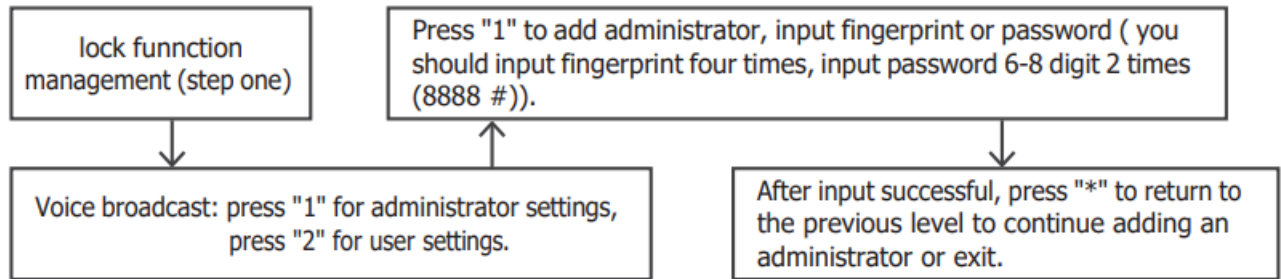 lock funnction
management (step one)
Voice broadcast: press "1" for administrator settings,
press "2" for user settings.
Press "1" to add administrator, input fingerprint or password ( you
should input fingerprint four times, input password 6-8 digit 2 times
(8888 #)).
After input successful, press "*" to return to
the previous level to continue adding an
administrator or exit.